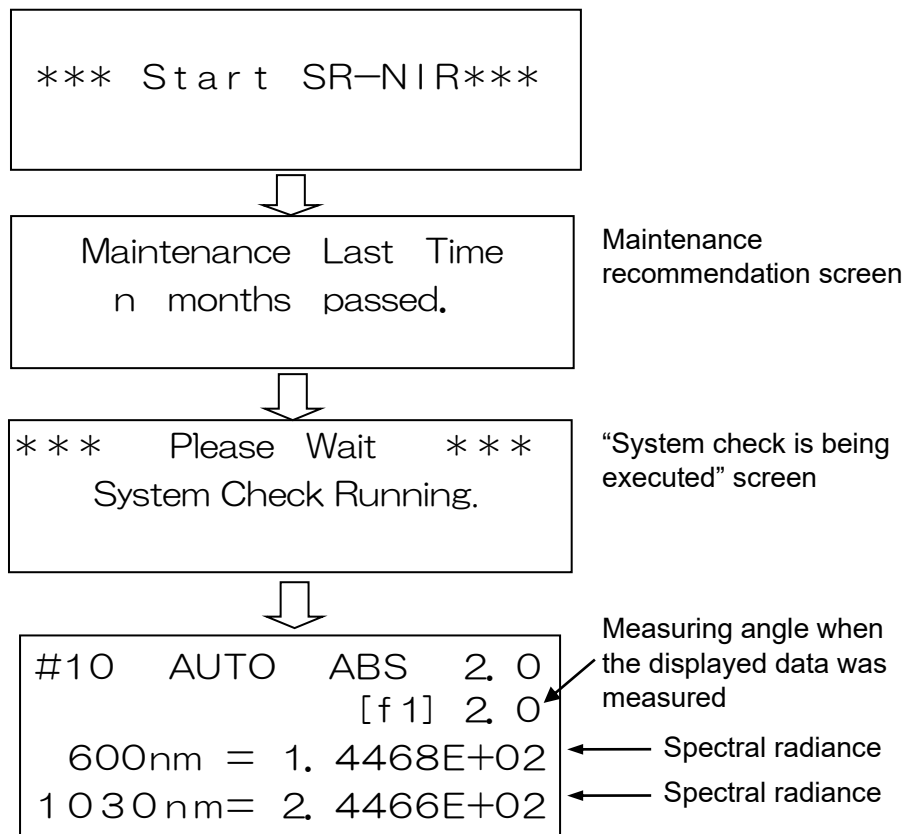 *** Start SR-NIR***
Maintenance Last Time
n months passed.
Maintenance
recommendation screen
*** Please Wait ***
System Check Running.
“System check is being
executed” screen
#10 AUTO ABS 2.0
[f1] 2.0
600nm = 1.4468E+02
1030nm= 2.4466E+02
Measuring angle when
the displayed data was
measured
Spectral radiance
Spectral radiance